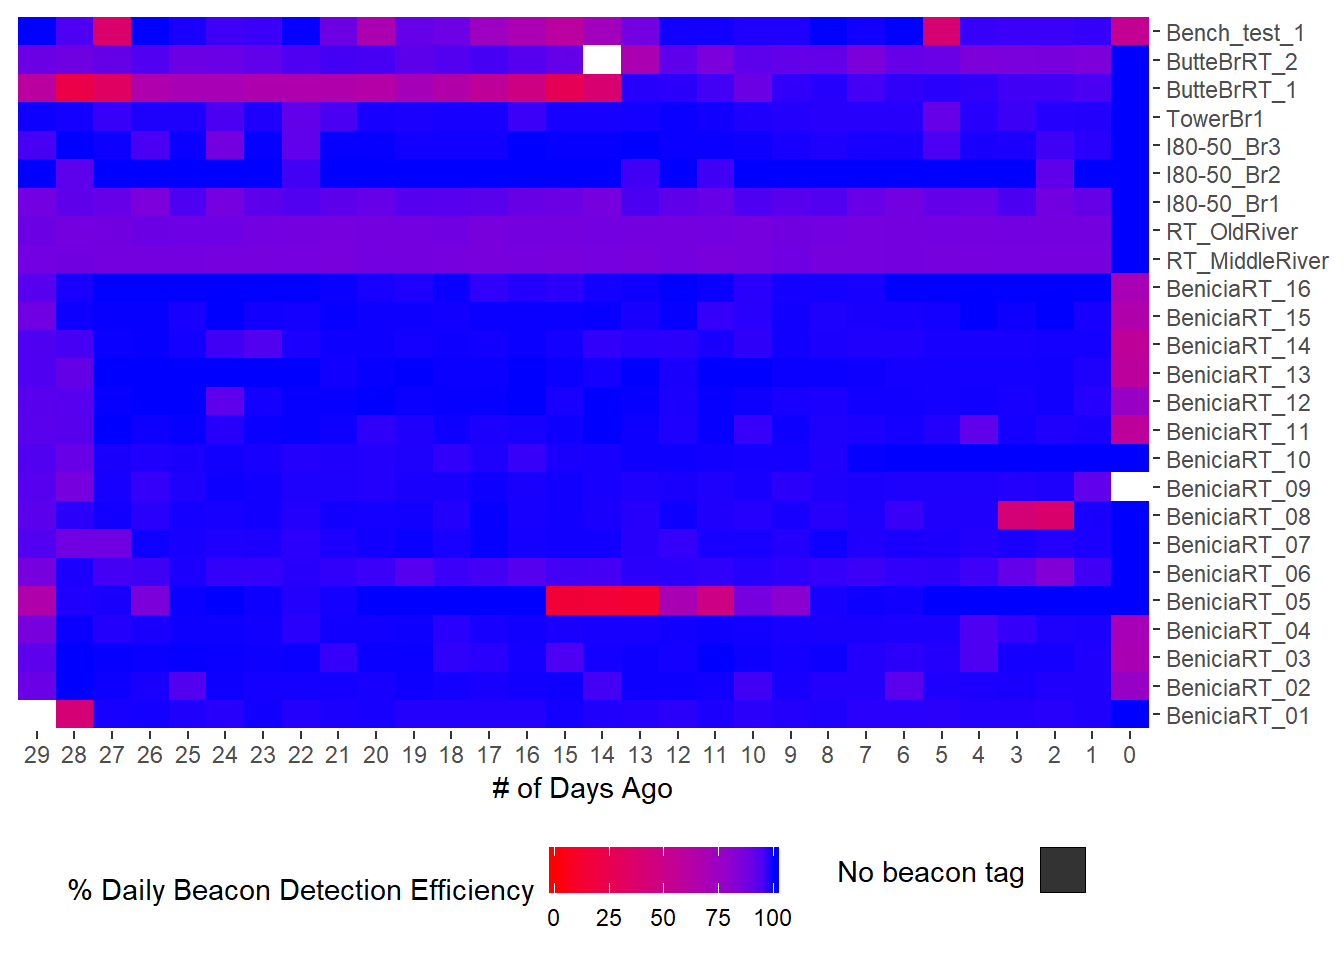 Bench_test_1
ButteBrRT_2
ButteBrRT_1
TowerBr1
I80-50_Br3
I80-50_Br2
I80-50_Br1
RT_OldRiver
RT_MiddleRiver
BeniciaRT_16
BeniciaRT_15
BeniciaRT_14
BeniciaRT_13
BeniciaRT_12
BeniciaRT_11
BeniciaRT_10
BeniciaRT_09
BeniciaRT_08
BeniciaRT_07
BeniciaRT_06
BeniciaRT_05
BeniciaRT_04
BeniciaRT_03
BeniciaRT_02
BeniciaRT_01
29 28 27 26 25 24 23 22 21 20 19 18 17 16 15 14 13 12 11 10 9 8 7 6 5 4 3 2 1 0
# of Days Ago
% Daily Beacon Detection Efficiency
0 25 50 75 100
No beacon tag